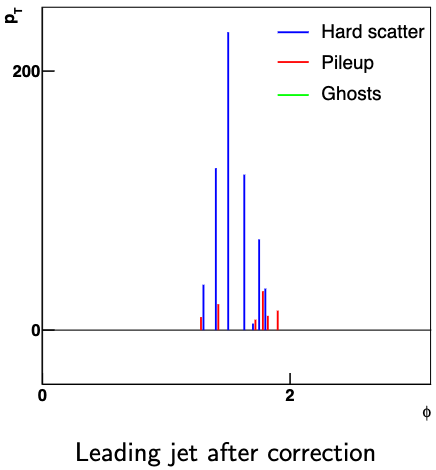 pT
Hard scatter
200
Pileup
Ghosts
0
0
2
ϕ
Leading jet after correction